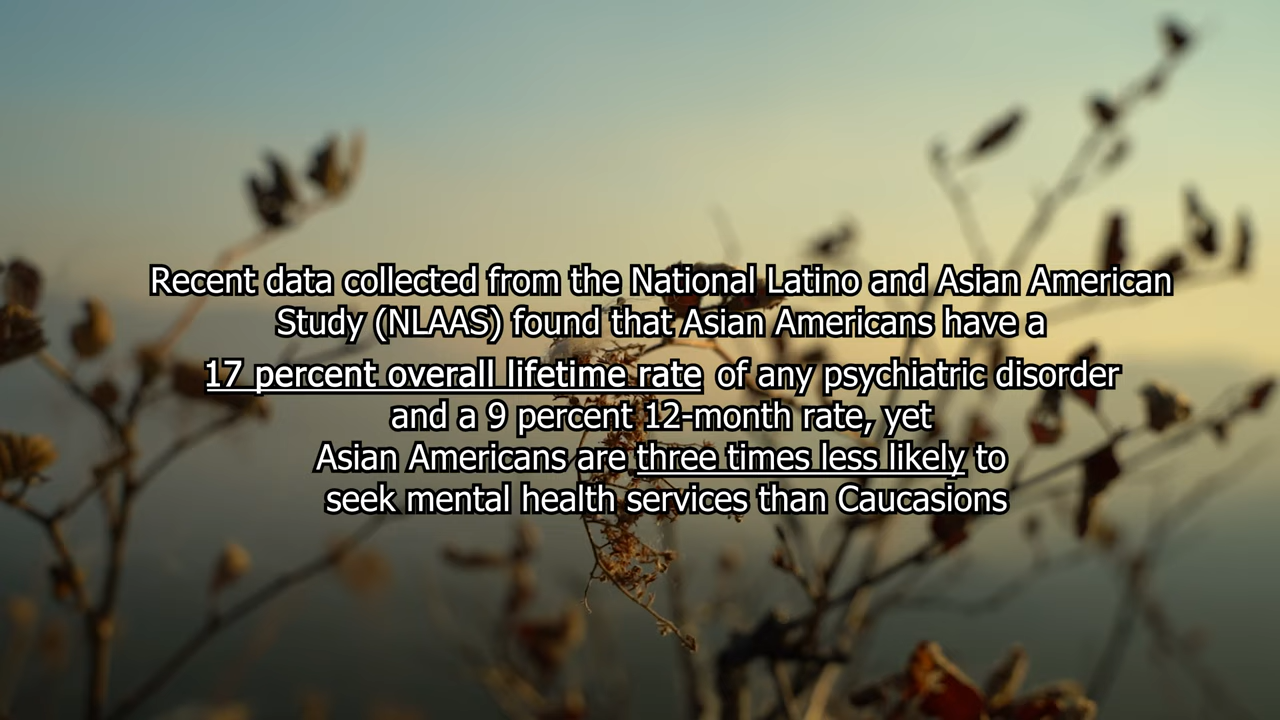 Recent data collected from the National Latino and Asian American
Study (NLAAS) found that Asian Americans have a
17 percent overall lifetime rate of any psychiatric disorder
and a 9 percent 12-month rate, yet
Asian Americans are three times less likely to
seek mental health services than Caucasions